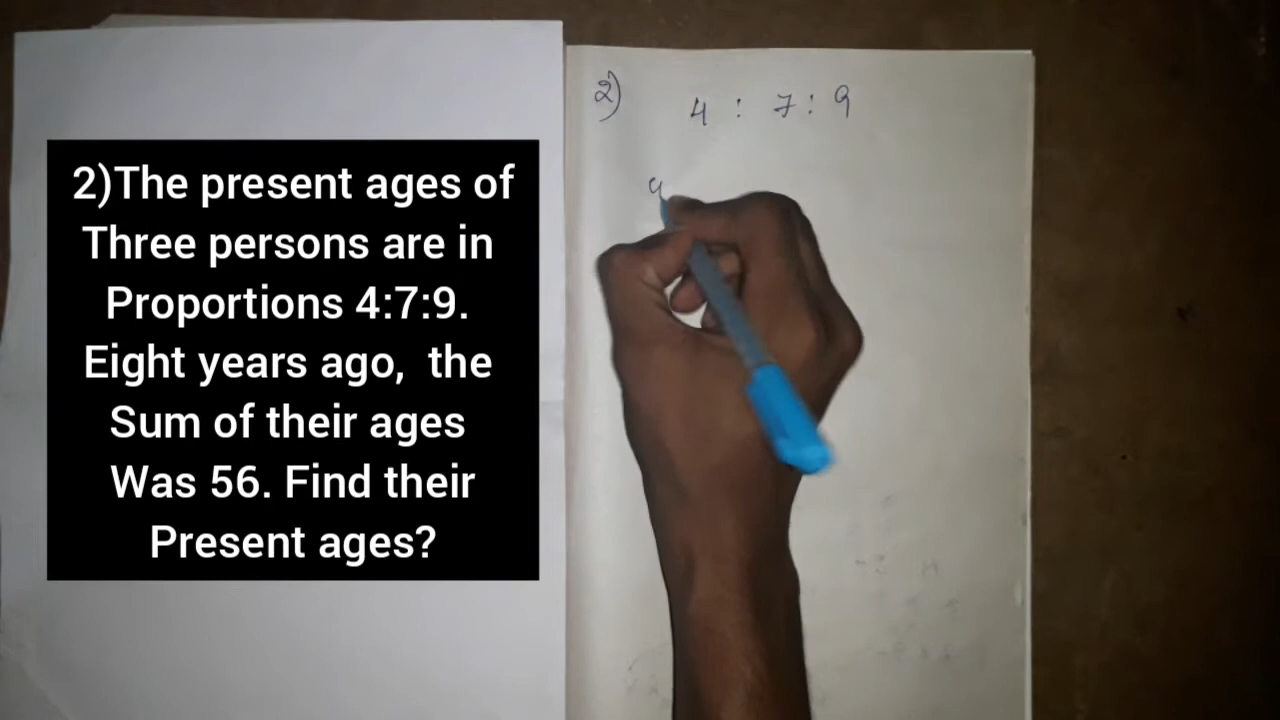 2)The present ages of
Three persons are in
Proportions 4:7:9.
Eight years ago, the
Sum of their ages
Was 56. Find their
Present ages?
2) 4 : 7 : 9